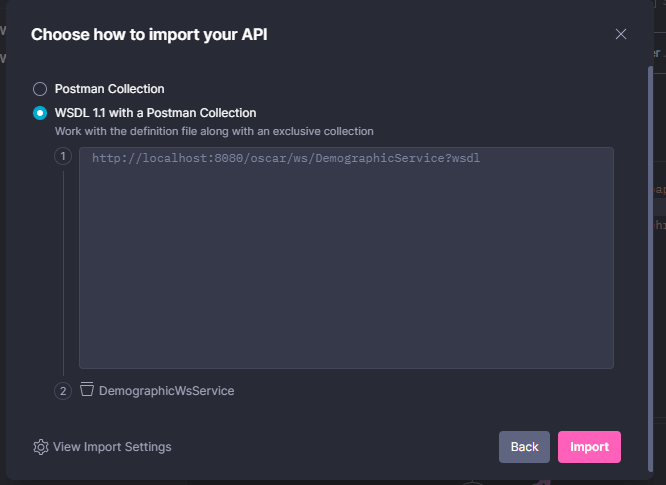 Choose how to import your API
Postman Collection
WSDL 1.1 with a Postman Collection
Work with the definition file along with an exclusive collection
1
http://localhost:8080/oscar/ws/DemographicService?wsdl
2 DemographicWsService
View Import Settings
Back
Import